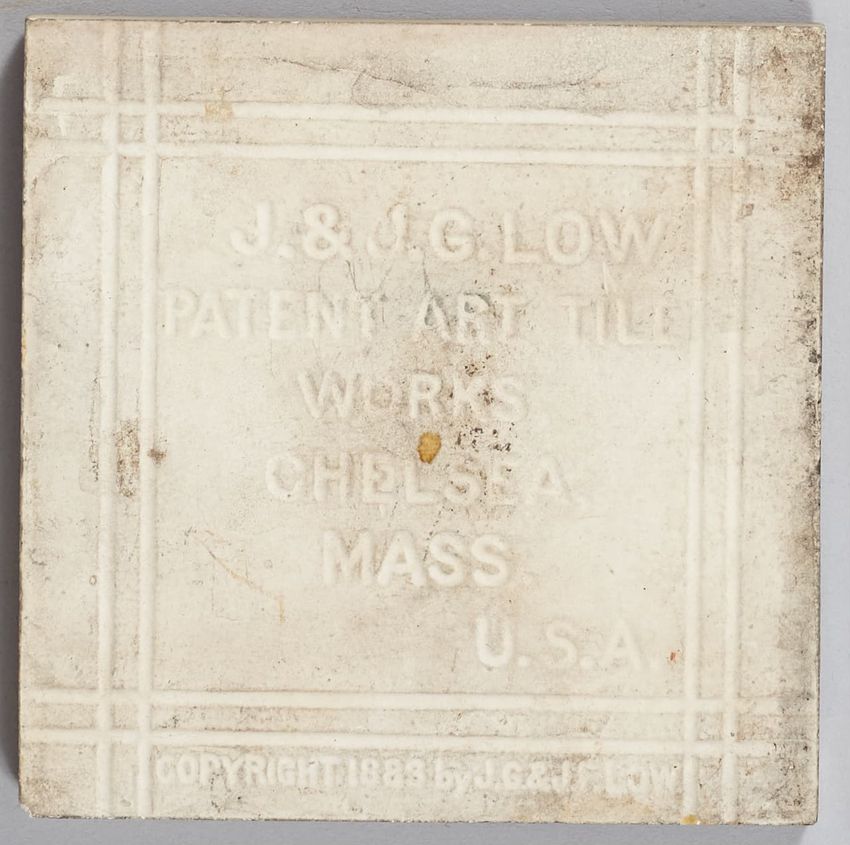 J. & J. G. LOW
PATENT ART TILE
WORKS,
CHELSEA,
MASS
U.S.A.
COPYRIGHT 1883 by J.G & J.F. LOW